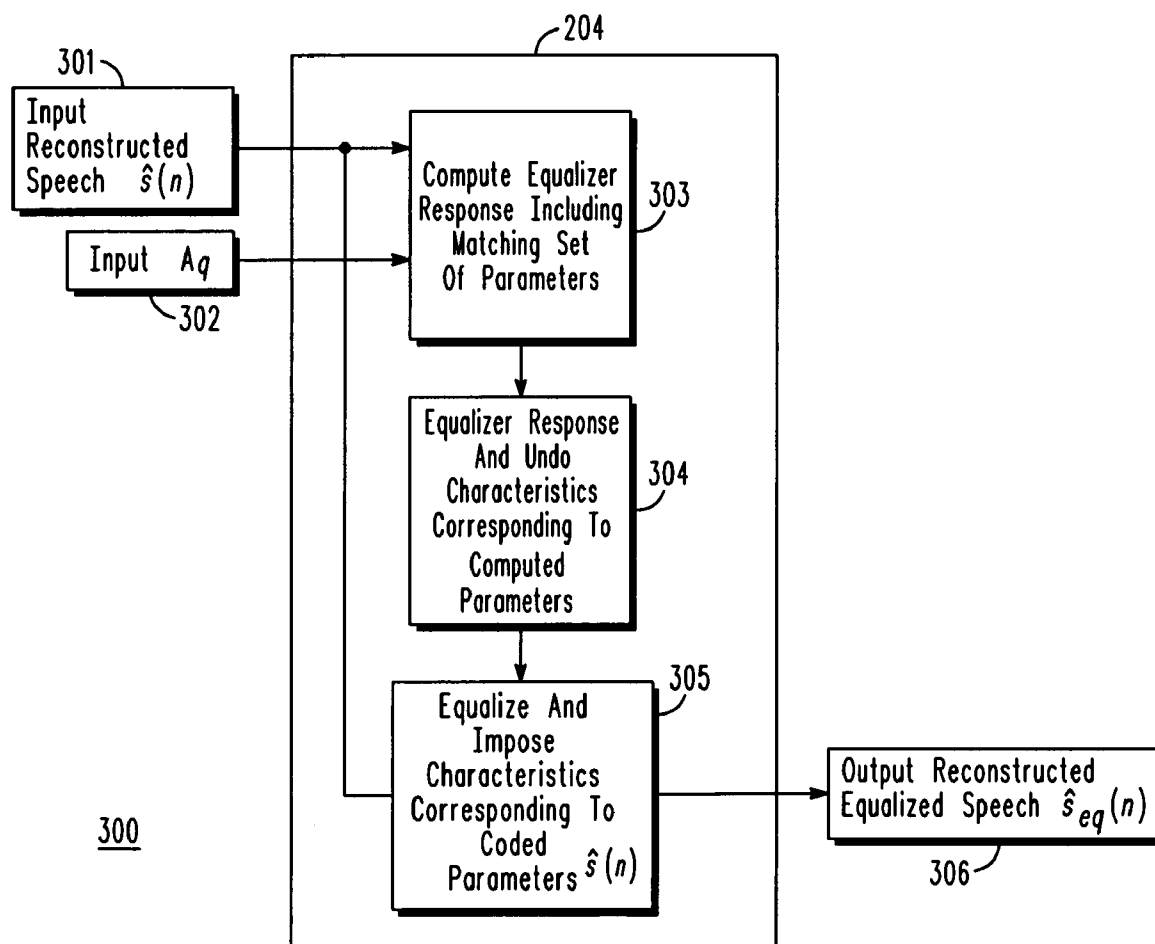 204
301
Input
Reconstructed
Speech ŝ(n)
Input Aq
302
Compute Equalizer
Response Including
Matching Set
Of Parameters
303
Equalizer Response
And Undo
Characteristics
Corresponding To
Computed
Parameters
304
305
Equalize And
Impose
Characteristics
Corresponding To
Coded
Parameters ŝ(n)
Output Reconstructed
Equalized Speech ŝeq(n)
306
300